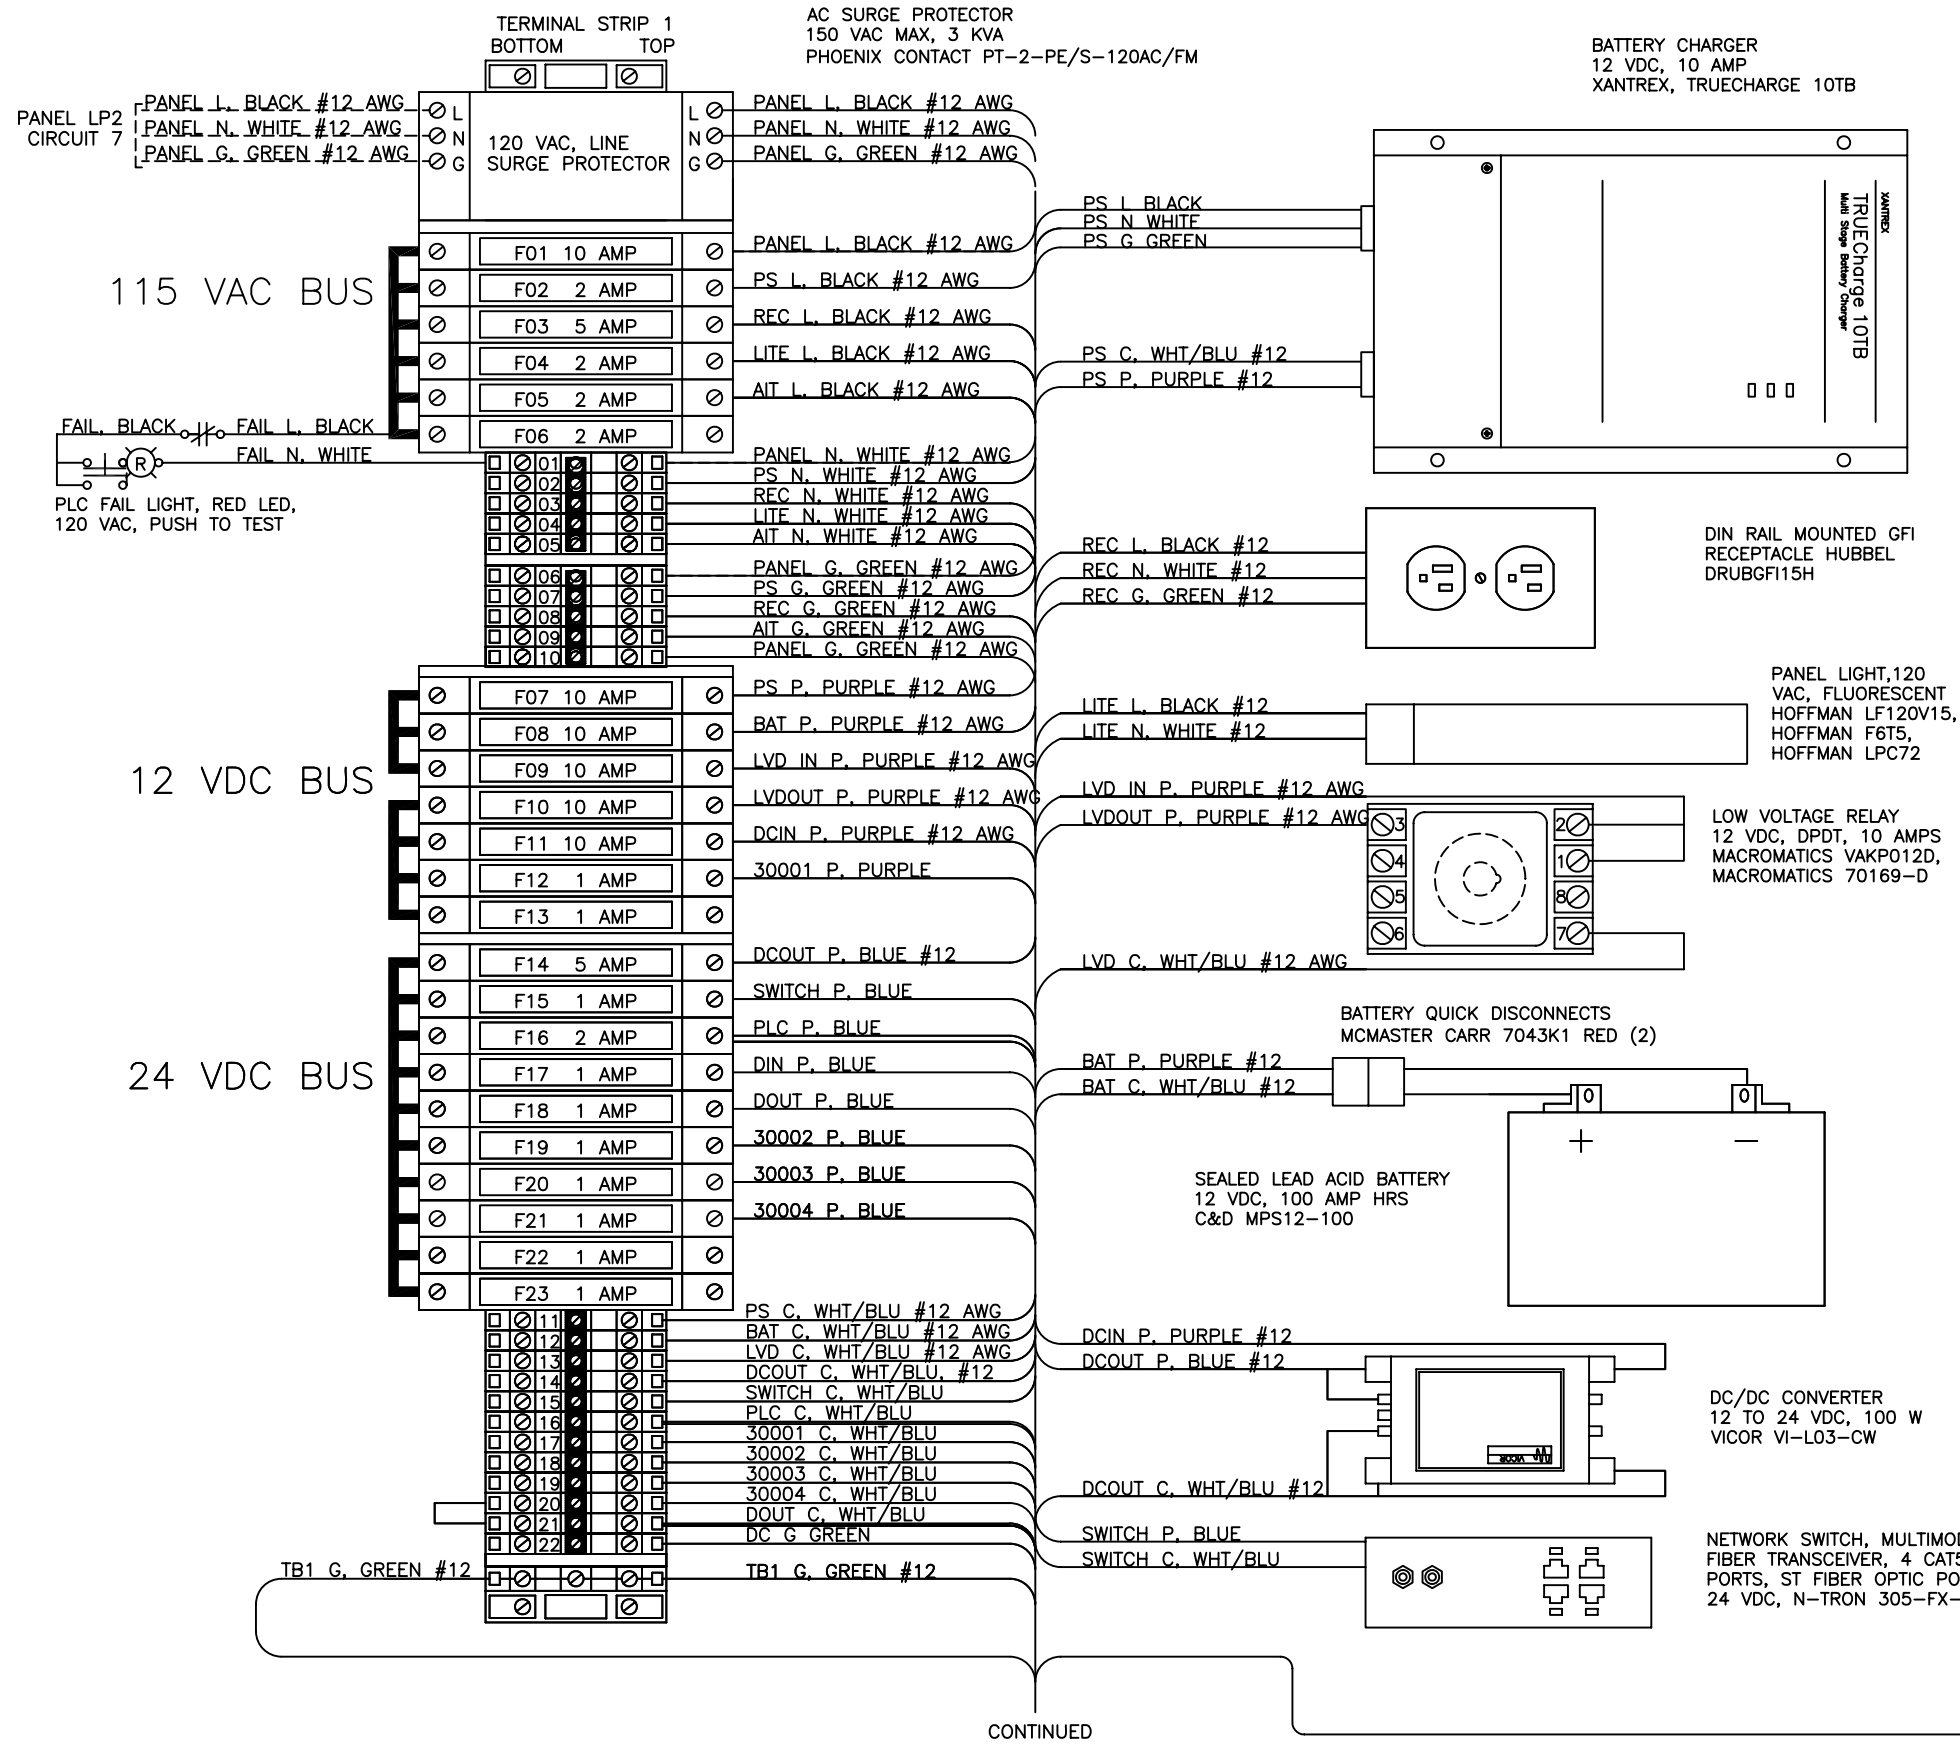 TERMINAL STRIP 1
BOTTOM TOP
AC SURGE PROTECTOR
150 VAC MAX, 3 KVA
PHOENIX CONTACT PT-2-PE/S-120AC/FM
BATTERY CHARGER
12 VDC, 10 AMP
XANTREX, TRUECHARGE 10TB
PANEL LP2
CIRCUIT 7
PANEL L, BLACK #12 AWG
PANEL N, WHITE #12 AWG
PANEL G, GREEN #12 AWG
L
N
G
120 VAC, LINE
SURGE PROTECTOR
L
N
G
PANEL L, BLACK #12 AWG
PANEL N, WHITE #12 AWG
PANEL G, GREEN #12 AWG
115 VAC BUS
F01 10 AMP
F02 2 AMP
F03 5 AMP
F04 2 AMP
F05 2 AMP
F06 2 AMP
PANEL L, BLACK #12 AWG
PS L, BLACK #12 AWG
REC L, BLACK #12 AWG
LITE L, BLACK #12 AWG
AIT L, BLACK #12 AWG
FAIL, BLACK
FAIL L, BLACK
FAIL N, WHITE
R
PLC FAIL LIGHT, RED LED,
120 VAC, PUSH TO TEST
01
02
03
04
05
06
07
08
09
10
PANEL N, WHITE #12 AWG
PS N, WHITE #12 AWG
REC N, WHITE #12 AWG
LITE N, WHITE #12 AWG
AIT N, WHITE #12 AWG
PANEL G, GREEN #12 AWG
PS G, GREEN #12 AWG
REC G, GREEN #12 AWG
AIT G, GREEN #12 AWG
PANEL G, GREEN #12 AWG
12 VDC BUS
F07 10 AMP
F08 10 AMP
F09 10 AMP
F10 10 AMP
F11 10 AMP
F12 1 AMP
F13 1 AMP
PS P, PURPLE #12 AWG
BAT P, PURPLE #12 AWG
LVD IN P, PURPLE #12 AWG
LVDOUT P, PURPLE #12 AWG
DCIN P, PURPLE #12 AWG
30001 P, PURPLE
24 VDC BUS
F14 5 AMP
F15 1 AMP
F16 2 AMP
F17 1 AMP
F18 1 AMP
F19 1 AMP
F20 1 AMP
F21 1 AMP
F22 1 AMP
F23 1 AMP
DCOUT P, BLUE #12
SWITCH P, BLUE
PLC P, BLUE
DIN P, BLUE
DOUT P, BLUE
30002 P, BLUE
30003 P, BLUE
30004 P, BLUE
11
12
13
14
15
16
17
18
19
20
21
22
PS C, WHT/BLU #12 AWG
BAT C, WHT/BLU #12 AWG
LVD C, WHT/BLU #12 AWG
DCOUT C, WHT/BLU, #12
SWITCH C, WHT/BLU
PLC C, WHT/BLU
30001 C, WHT/BLU
30002 C, WHT/BLU
30003 C, WHT/BLU
30004 C, WHT/BLU
DOUT C, WHT/BLU
DC G GREEN
TB1 G, GREEN #12
TB1 G, GREEN #12
CONTINUED
PS L BLACK
PS N WHITE
PS G GREEN
PS C, WHT/BLU #12
PS P, PURPLE #12
XANTREX
TRUECharge 10TB
Multi Stage Battery Charger
REC L, BLACK #12
REC N, WHITE #12
REC G, GREEN #12
DIN RAIL MOUNTED GFI
RECEPTACLE HUBBEL
DRUBGFI15H
LITE L, BLACK #12
LITE N, WHITE #12
PANEL LIGHT,120
VAC, FLUORESCENT
HOFFMAN LF120V15,
HOFFMAN F6T5,
HOFFMAN LPC72
LVD IN P, PURPLE #12 AWG
LVDOUT P, PURPLE #12 AWG
3
4
5
6
2
1
8
7
LOW VOLTAGE RELAY
12 VDC, DPDT, 10 AMPS
MACROMATICS VAKP012D,
MACROMATICS 70169-D
LVD C, WHT/BLU #12 AWG
BATTERY QUICK DISCONNECTS
MCMASTER CARR 7043K1 RED (2)
BAT P, PURPLE #12
BAT C, WHT/BLU #12
+ −
SEALED LEAD ACID BATTERY
12 VDC, 100 AMP HRS
C&D MPS12-100
DCIN P, PURPLE #12
DCOUT P, BLUE #12
DCOUT C, WHT/BLU #12
VICOR
DC/DC CONVERTER
12 TO 24 VDC, 100 W
VICOR VI-L03-CW
SWITCH P, BLUE
SWITCH C, WHT/BLU
NETWORK SWITCH, MULTIMOD
FIBER TRANSCEIVER, 4 CAT5
PORTS, ST FIBER OPTIC PO
24 VDC, N-TRON 305-FX-